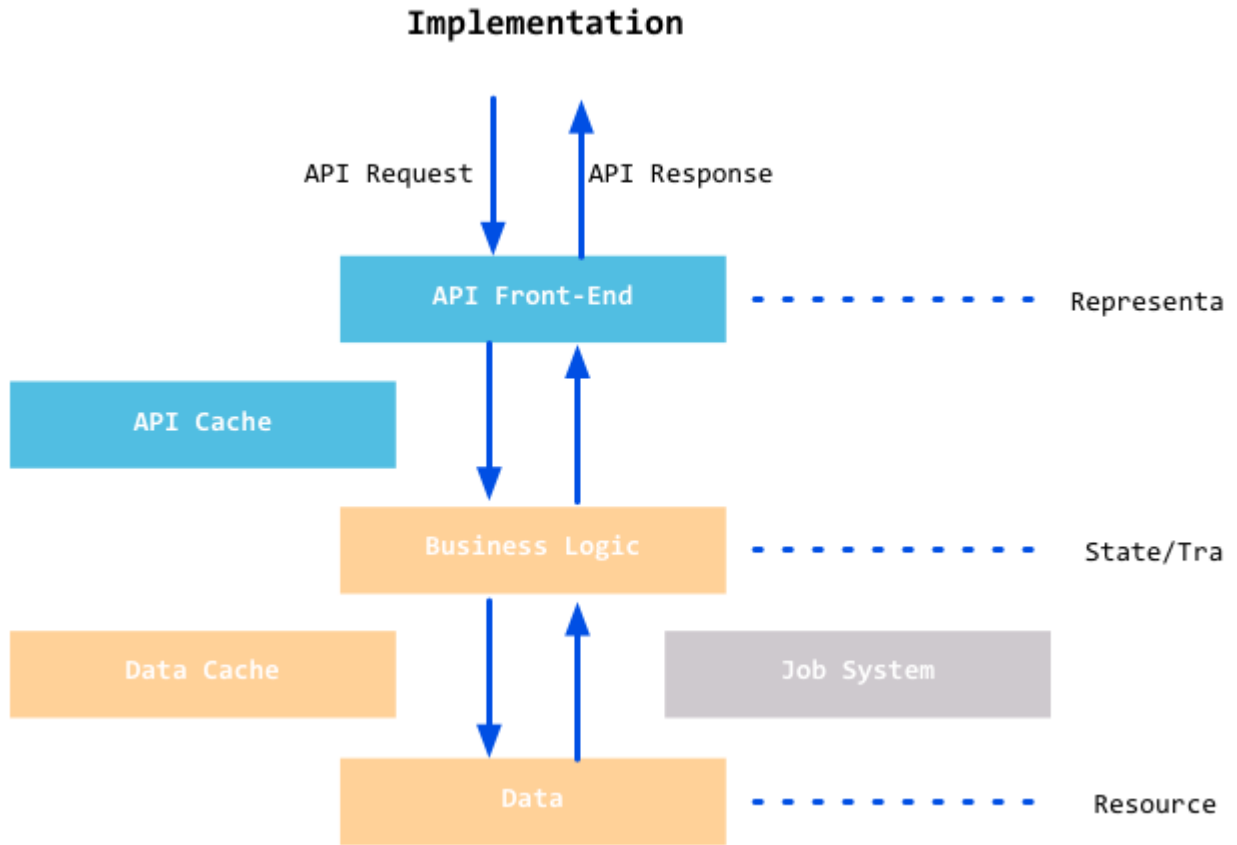 Implementation
API Request
API Response
API Front-End
Representa
API Cache
Business Logic
State/Tra
Data Cache
Job System
Data
Resource